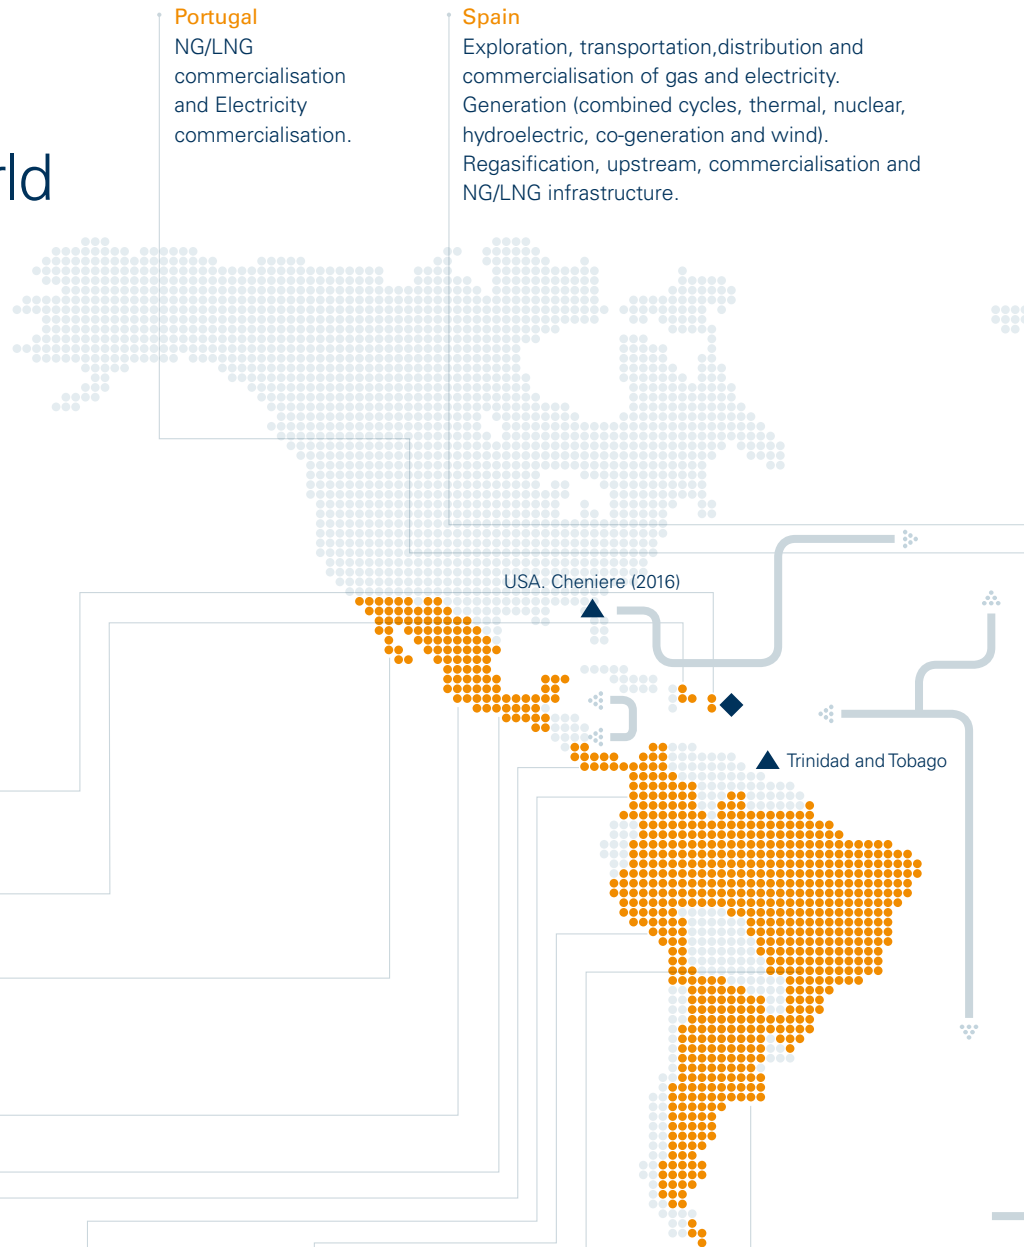 Portugal
NG/LNG
commercialisation
and Electricity
commercialisation.
Spain
Exploration, transportation,distribution and
commercialisation of gas and electricity.
Generation (combined cycles, thermal, nuclear,
hydroelectric, co-generation and wind).
Regasification, upstream, commercialisation and
NG/LNG infrastructure.
rld
USA. Cheniere (2016)
Trinidad and Tobago